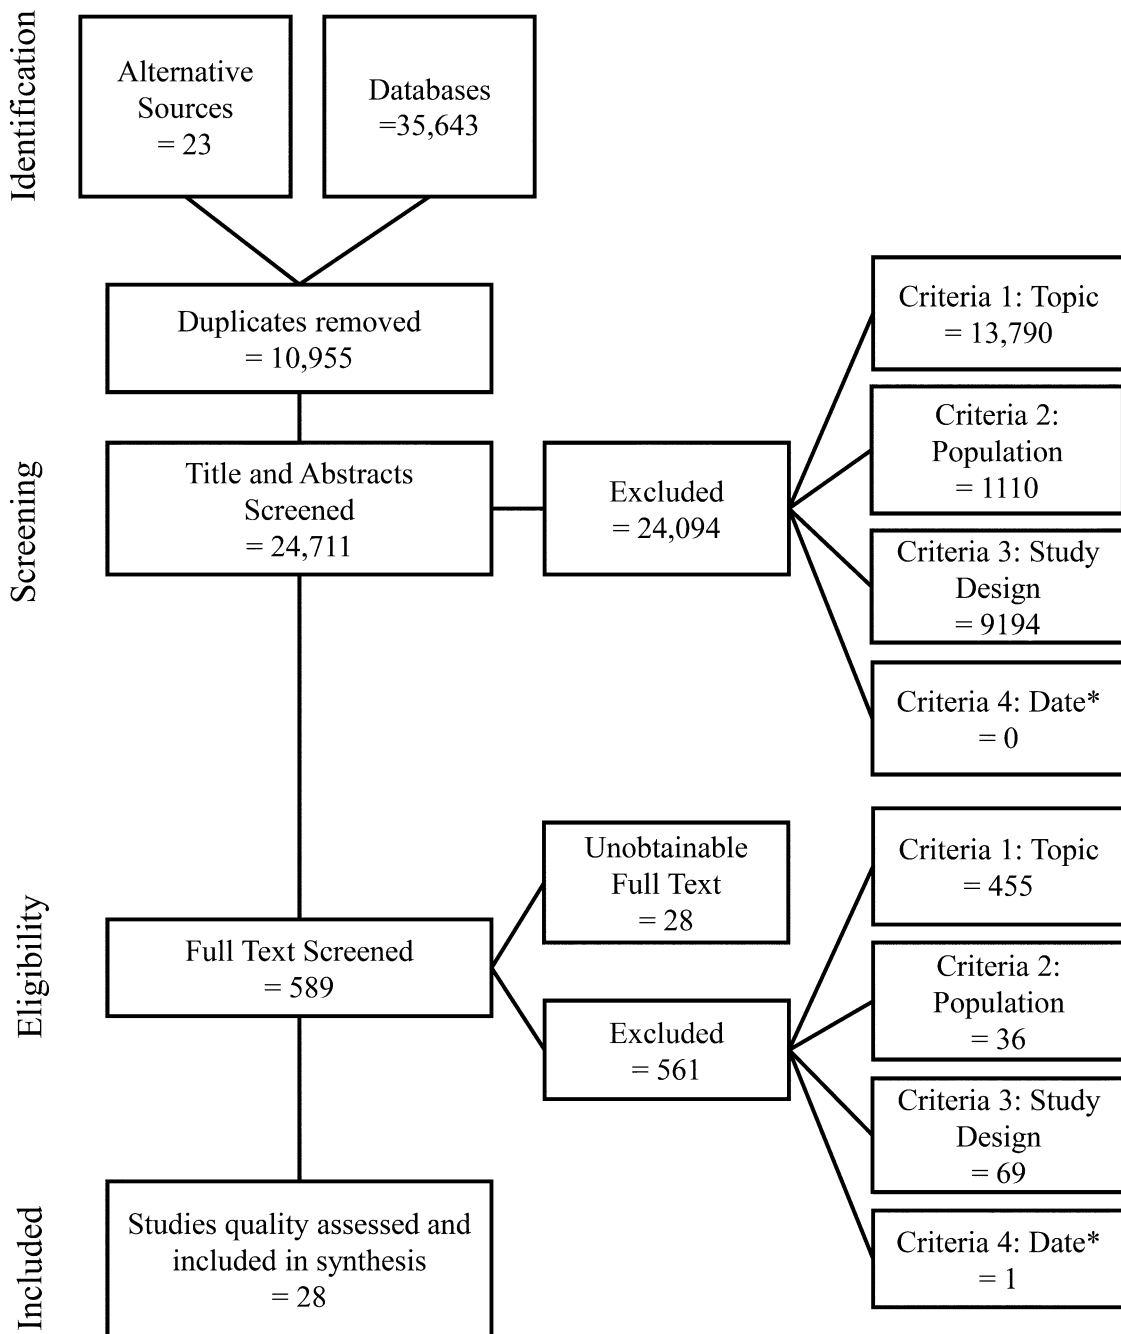 Identification
Alternative
Sources
= 23
Databases
=35,643
Duplicates removed
= 10,955
Screening
Title and Abstracts
Screened
= 24,711
Excluded
= 24,094
Criteria 1: Topic
= 13,790
Criteria 2:
Population
= 1110
Criteria 3: Study
Design
= 9194
Criteria 4: Date*
= 0
Eligibility
Full Text Screened
= 589
Unobtainable
Full Text
= 28
Excluded
= 561
Criteria 1: Topic
= 455
Criteria 2:
Population
= 36
Criteria 3: Study
Design
= 69
Criteria 4: Date*
= 1
Included
Studies quality assessed and
included in synthesis
= 28